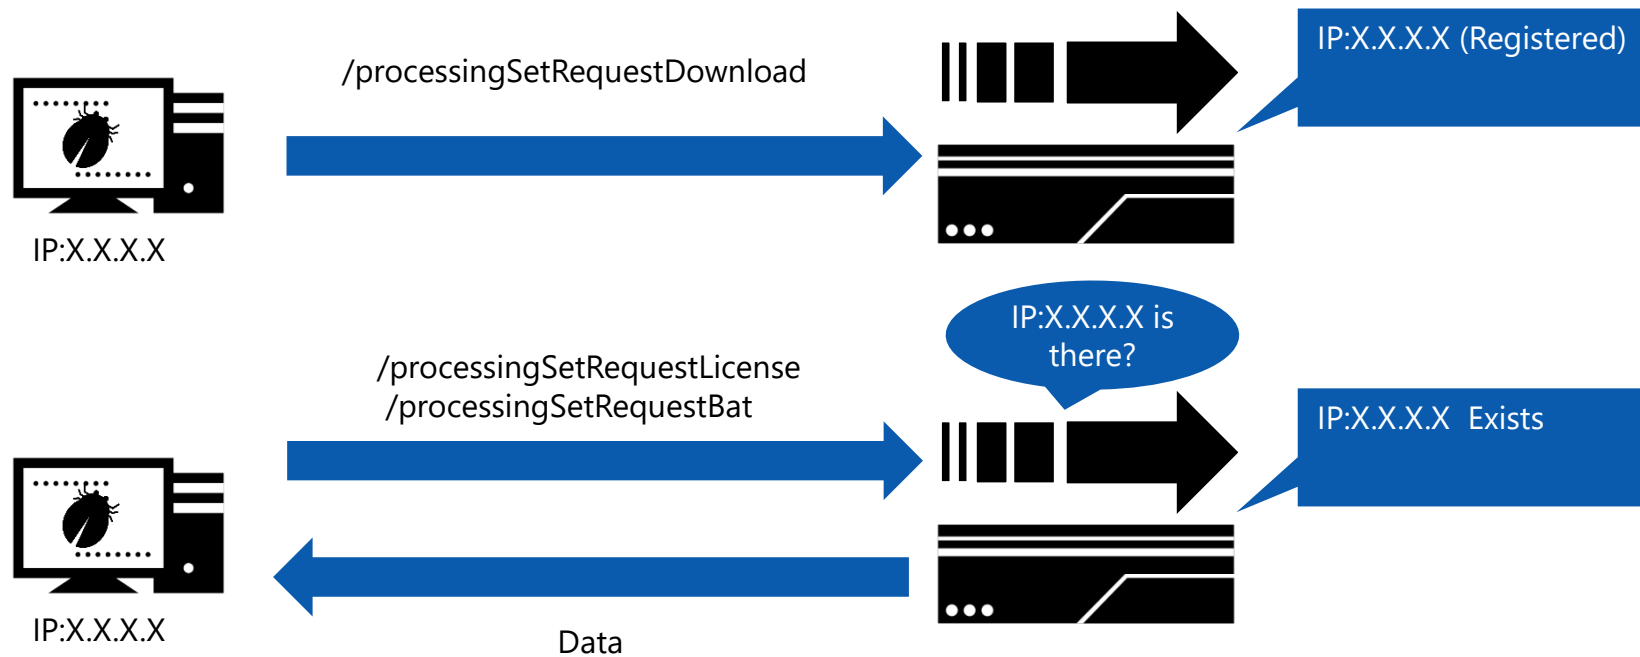 /processingSetRequestDownload
IP:X.X.X.X (Registered)
IP:X.X.X.X
IP:X.X.X.X is
there?
/processingSetRequestLicense
/processingSetRequestBat
IP:X.X.X.X  Exists
IP:X.X.X.X
Data